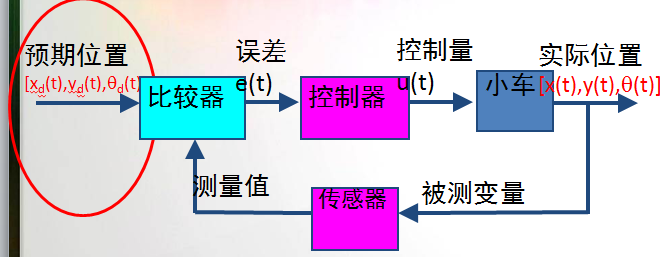 预期位置
[xd(t),yd(t),θd(t)]
比较器
误差
e(t)
控制器
控制量
u(t)
小车
实际位置
[x(t),y(t),θ(t)]
测量值
传感器
被测变量